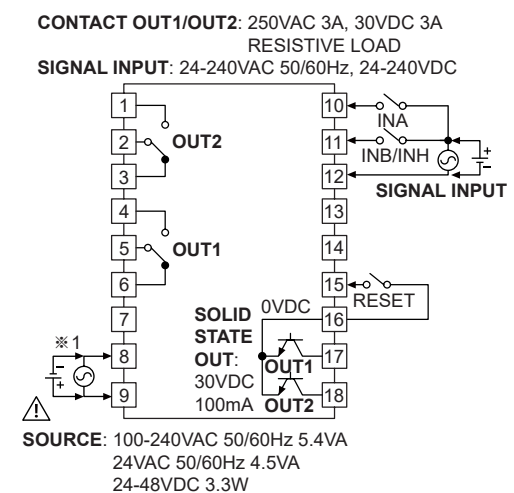 CONTACT OUT1/OUT2: 250VAC 3A, 30VDC 3A
RESISTIVE LOAD
SIGNAL INPUT: 24-240VAC 50/60Hz, 24-240VDC
1
2
3
OUT2
4
5
6
OUT1
7
8
9
※1
- +
10
11
12
13
14
15
16
17
18
INA
INB/INH
+ -
SIGNAL INPUT
RESET
0VDC
SOLID
STATE
OUT:
30VDC
100mA
OUT1
OUT2
SOURCE: 100-240VAC 50/60Hz 5.4VA
24VAC 50/60Hz 4.5VA
24-48VDC 3.3W